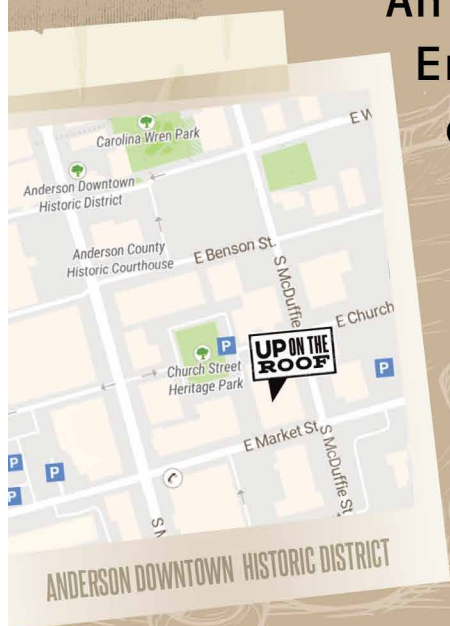 An
Carolina Wren Park
Anderson Downtown
Historic District
Anderson County
Historic Courthouse
E Benson St.
S McDuffie
E Church
P
UP ON THE
ROOF
P
Church Street
Heritage Park
E Market St
S McDuffie St
P
P
P
S M
ANDERSON DOWNTOWN HISTORIC DISTRICT